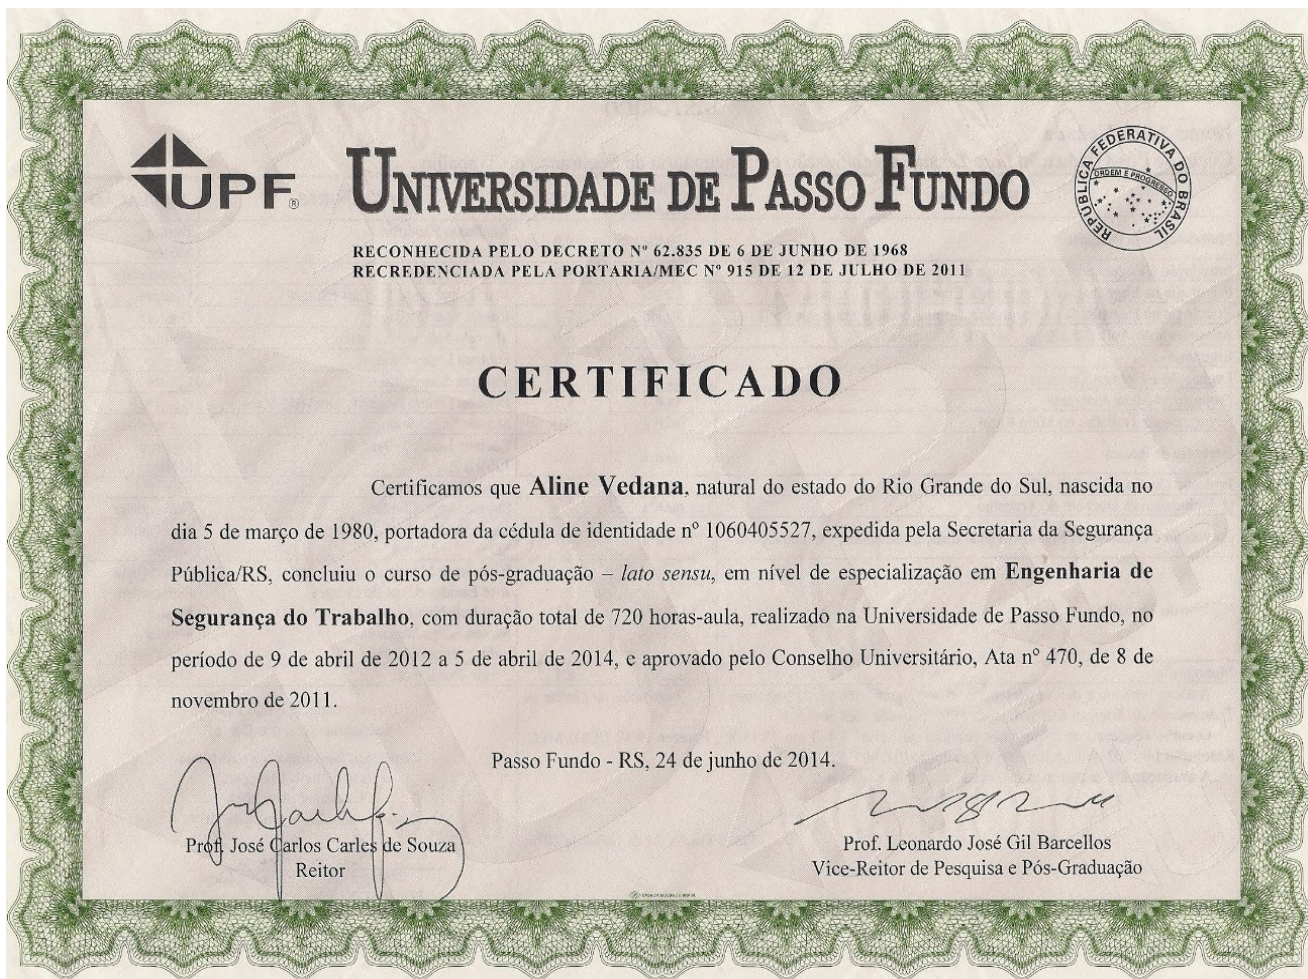 UPF®
UNIVERSIDADE DE PASSO FUNDO
REPÚBLICA FEDERATIVA DO BRASIL
ORDEM E PROGRESSO
RECONHECIDA PELO DECRETO Nº 62.835 DE 6 DE JUNHO DE 1968
RECREDENCIADA PELA PORTARIA/MEC Nº 915 DE 12 DE JULHO DE 2011
CERTIFICADO
Certificamos que Aline Vedana, natural do estado do Rio Grande do Sul, nascida no
dia 5 de março de 1980, portadora da cédula de identidade nº 1060405527, expedida pela Secretaria da Segurança
Pública/RS, concluiu o curso de pós-graduação – lato sensu, em nível de especialização em Engenharia de
Segurança do Trabalho, com duração total de 720 horas-aula, realizado na Universidade de Passo Fundo, no
período de 9 de abril de 2012 a 5 de abril de 2014, e aprovado pelo Conselho Universitário, Ata nº 470, de 8 de
novembro de 2011.
Passo Fundo - RS, 24 de junho de 2014.
Prof. José Carlos Carles de Souza
Reitor
Prof. Leonardo José Gil Barcellos
Vice-Reitor de Pesquisa e Pós-Graduação